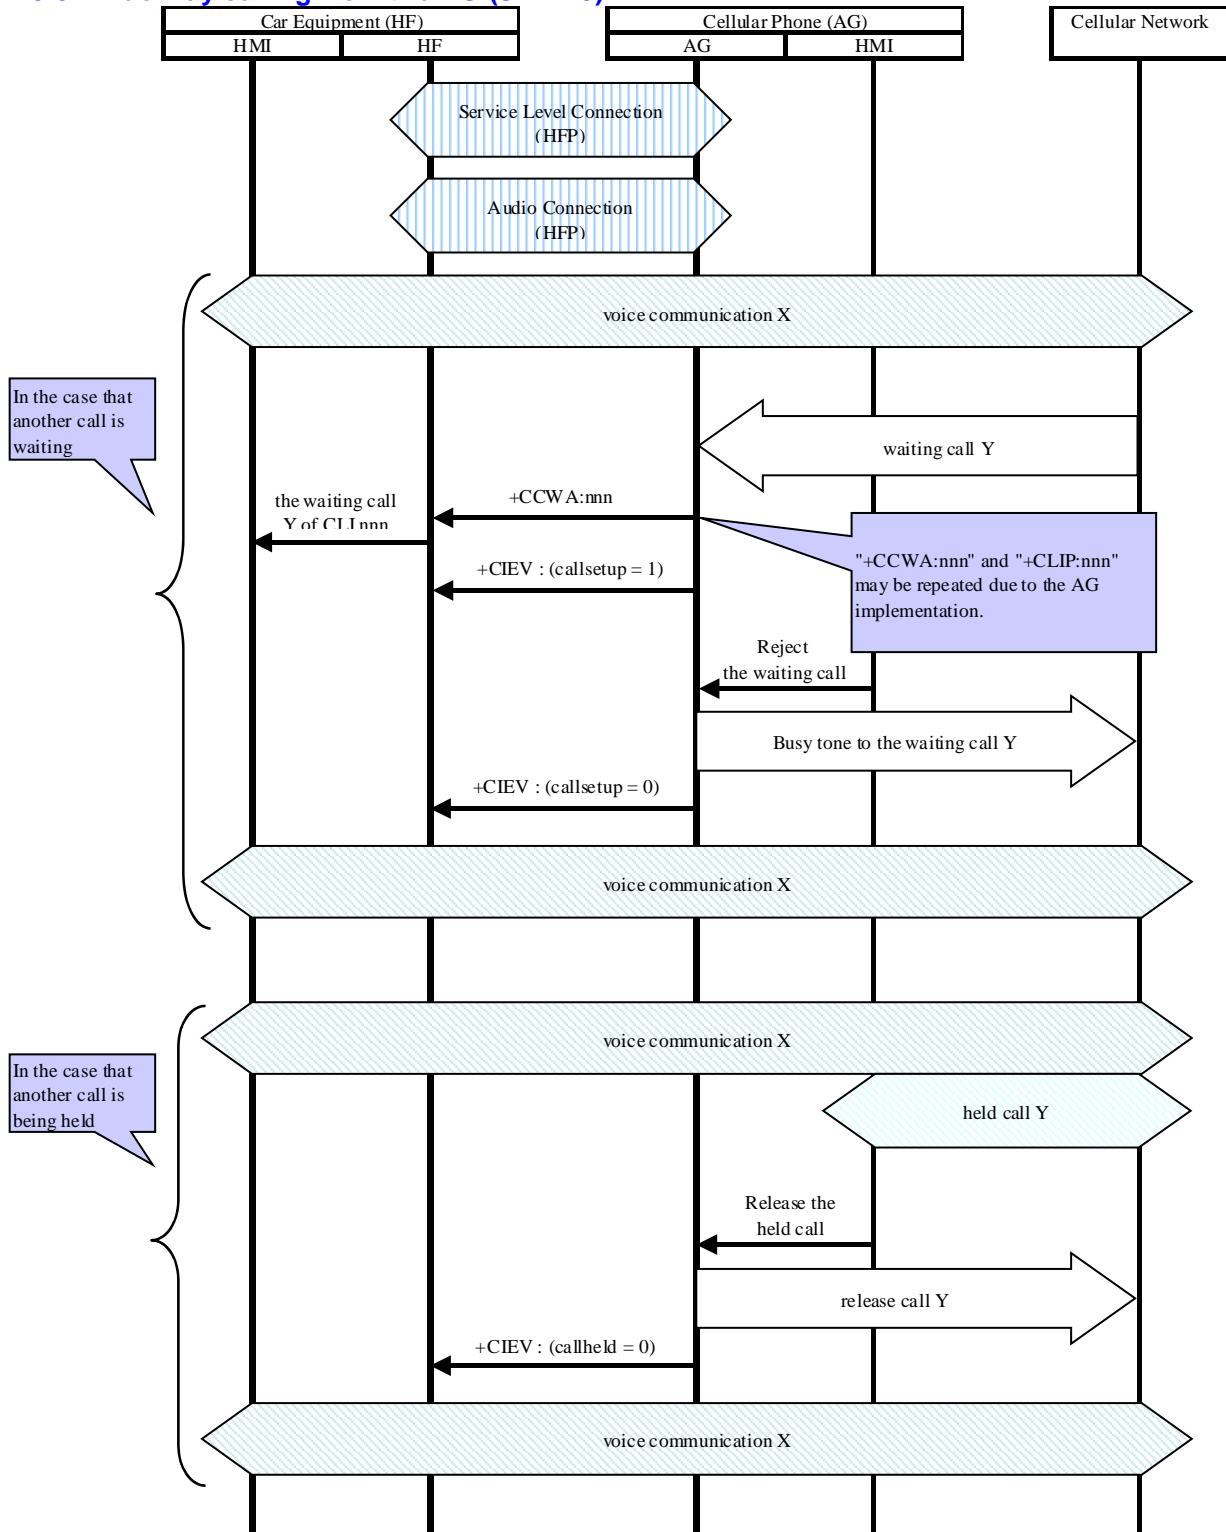 Car Equipment (HF)
Cellular Phone (AG)
Cellular Network
HMI
HF
AG
HMI
Service Level Connection
(HFP)
Audio Connection
(HFP)
voice communication X
In the case that
another call is
waiting
waiting call Y
+CCWA:nnn
the waiting call
Y of CLI nnn
"+CCWA:nnn" and "+CLIP:nnn"
may be repeated due to the AG
implementation.
+CIEV : (callsetup = 1)
Reject
the waiting call
Busy tone to the waiting call Y
+CIEV : (callsetup = 0)
voice communication X
voice communication X
In the case that
another call is
being held
held call Y
Release the
held call
release call Y
+CIEV : (callheld = 0)
voice communication X